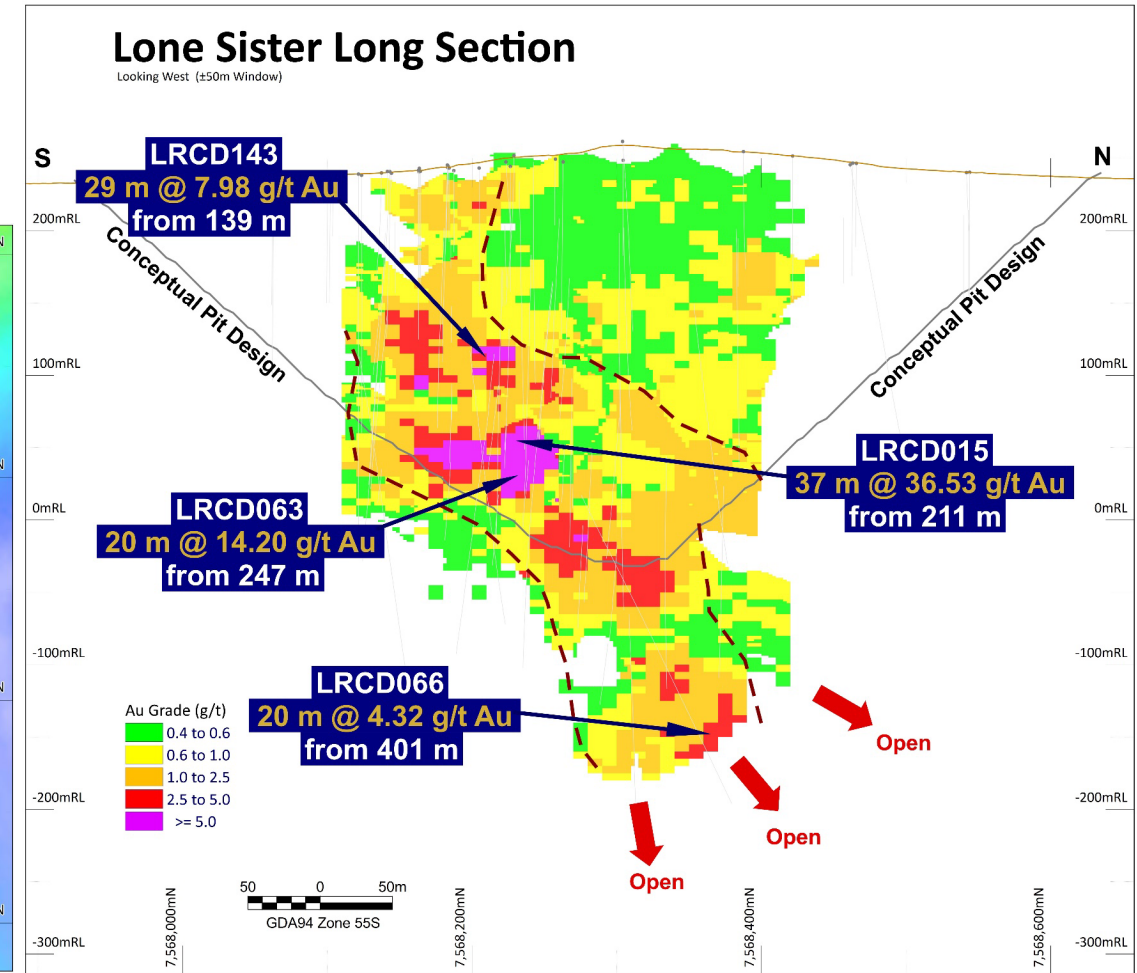 Lone Sister Long Section
Looking West (±50m Window)
S
N
LRCD143
29 m @ 7.98 g/t Au
from 139 m
200mRL
200mRL
Conceptual Pit Design
Conceptual Pit Design
100mRL
100mRL
LRCD015
37 m @ 36.53 g/t Au
from 211 m
LRCD063
20 m @ 14.20 g/t Au
from 247 m
0mRL
0mRL
-100mRL
-100mRL
LRCD066
20 m @ 4.32 g/t Au
from 401 m
Au Grade (g/t)
0.4 to 0.6
0.6 to 1.0
1.0 to 2.5
2.5 to 5.0
>= 5.0
Open
Open
Open
-200mRL
-200mRL
50 0 50m
GDA94 Zone 55S
7,568,000mN
7,568,200mN
7,568,400mN
7,568,600mN
-300mRL
-300mRL
N
N
N
N